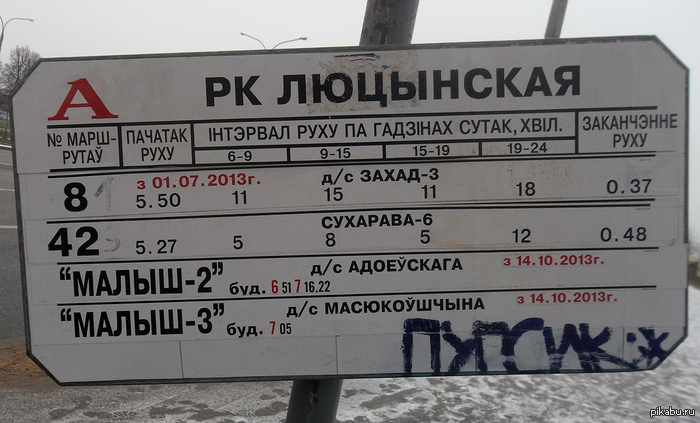 А РК ЛЮЦЫНСКАЯ
№ МАРШ-РУТАЎ ПАЧАТАК РУХУ ІНТЭРВАЛ РУХУ ПА ГАДЗІНАХ СУТАК, ХВІЛ. ЗАКАНЧЭННЕ РУХУ
6-9 9-15 15-19 19-24
з 01.07.2013г. д/с ЗАХАД-3
8 5.50 11 15 11 18 0.37
СУХАРАВА-6
42 5.27 5 8 5 12 0.48
"МАЛЫШ-2" буд. 6 51 7 16.22 д/с АДОЕЎСКАГА з 14.10.2013г.
"МАЛЫШ-3" буд. 7 05 д/с МАСЮКОЎШЧЫНА з 14.10.2013г.
ПУПСИК :*
pikabu.ru